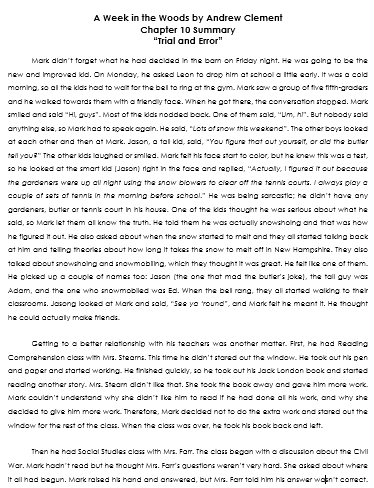 A Week in the Woods by Andrew Clement
Chapter 10 Summary
"Trial and Error"
Mark didn't forget what he had decided in the barn on Friday night. He was going to be the
new and improved kid. On Monday, he asked Leon to drop him at school a little early. It was a cold
morning, so all the kids had to wait for the bell to ring at the gym. Mark saw a group of five fifth-graders
and he walked towards them with a friendly face. When he got there, the conversation stopped. Mark
smiled and said "Hi, guys". Most of the kids nodded back. One of them said, "Um, hi". But nobody said
anything else, so Mark had to speak again. He said, "Lots of snow this weekend". The other boys looked
at each other and then at Mark. Jason, a tall kid, said, "You figure that out yourself, or did the butler
tell you?" The other kids laughed or smiled. Mark felt his face start to color, but he knew this was a test,
so he looked at the smart kid (Jason) right in the face and replied, "Actually, I figured it out because
the gardeners were up all night using the snow blowers to clear off the tennis courts. I always play a
couple of sets of tennis in the morning before school." He was being sarcastic; he didn't have any
gardeners, butler or tennis court in his house. One of the kids thought he was serious about what he
said, so Mark let them all know the truth. He told them he was actually snowshoing and that was how
he figured it out. He also asked about when the snow started to melt and they all started talking back
at him and telling theories about how long it takes the snow to melt off in New Hampshire. They also
talked about snowshoing and snowmobiling, which they thought it was great. He felt like one of them.
He picked up a couple of names too: Jason (the one that mad the butler's joke), the tall guy was
Adam, and the one who snowmobiled was Ed. When the bell rang, they all started walking to their
classrooms. Jasong looked at Mark and said, "See ya 'round", and Mark felt he meant it. He thought
he could actually make friends.
Getting to a better relationship with his teachers was another matter. First, he had Reading
Comprehension class with Mrs. Stearns. This time he didn't stared out the window. He took out his pen
and paper and started working. He finished quickly, so he took out his Jack London book and started
reading another story. Mrs. Steam didn't like that. She took the book away and gave him more work.
Mark couldn't understand why she didn't like him to read if he had done all his work, and why she
decided to give him more work. Therefore, Mark decided not to do the extra work and stared out the
window for the rest of the class. When the class was over, he took his book back and left.
Then he had Social Studies class with Mrs. Farr. The class began with a discussion about the Civil
War. Mark hadn't read but he thought Mrs. Farr's questions weren't very hard. She asked about where
it all had begun. Mark raised his hand and answered, but Mrs. Farr told him his answer wasn't correct.